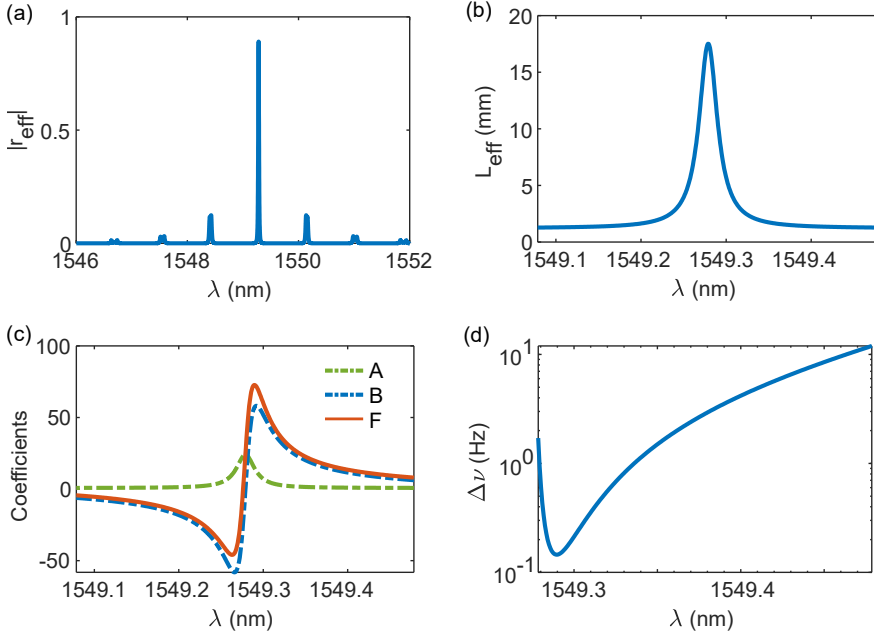 (a)
|r_eff|
1
0.5
0
1546 1548 1550 1552
λ (nm)
(b)
L_eff (mm)
20
15
10
5
0
1549.1 1549.2 1549.3 1549.4
λ (nm)
(c)
Coefficients
100
50
0
-50
A
B
F
1549.1 1549.2 1549.3 1549.4
λ (nm)
(d)
Δν (Hz)
10^1
10^0
10^-1
1549.3 1549.4
λ (nm)